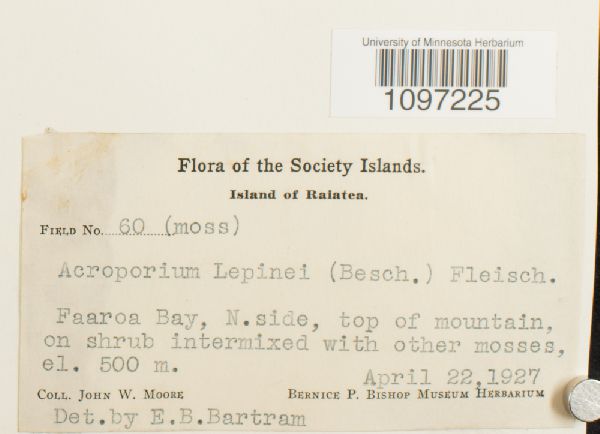 University of Minnesota Herbarium
1097225
Flora of the Society Islands.
Island of Raiatea.
Field No. 60 (moss)
Acroporium Lepinei (Besch.) Fleisch.
Faaroa Bay, N.side, top of mountain,
on shrub intermixed with other mosses,
el. 500 m.
April 22,1927
Coll. John W. Moore
Bernice P. Bishop Museum Herbarium
Det.by E.B.Bartram